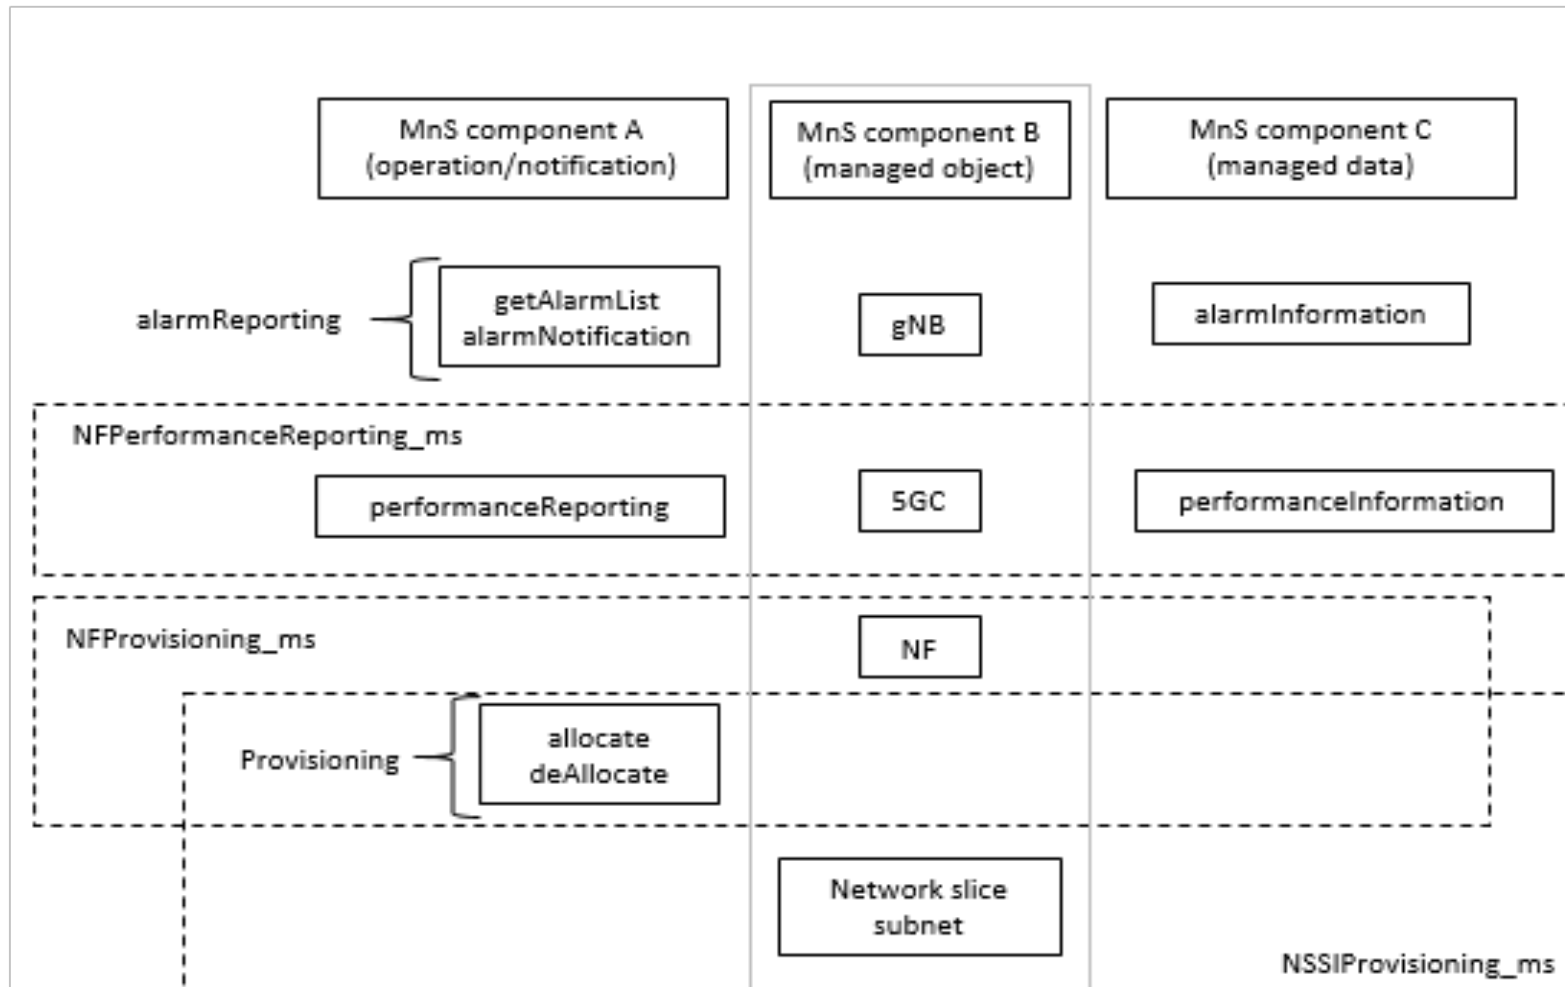 MnS component A
(operation/notification)
MnS component B
(managed object)
MnS component C
(managed data)
alarmReporting
getAlarmList
alarmNotification
gNB
alarmInformation
NFPerformanceReporting_ms
performanceReporting
5GC
performanceInformation
NFProvisioning_ms
NF
Provisioning
allocate
deAllocate
Network slice
subnet
NSSIProvisioning_ms